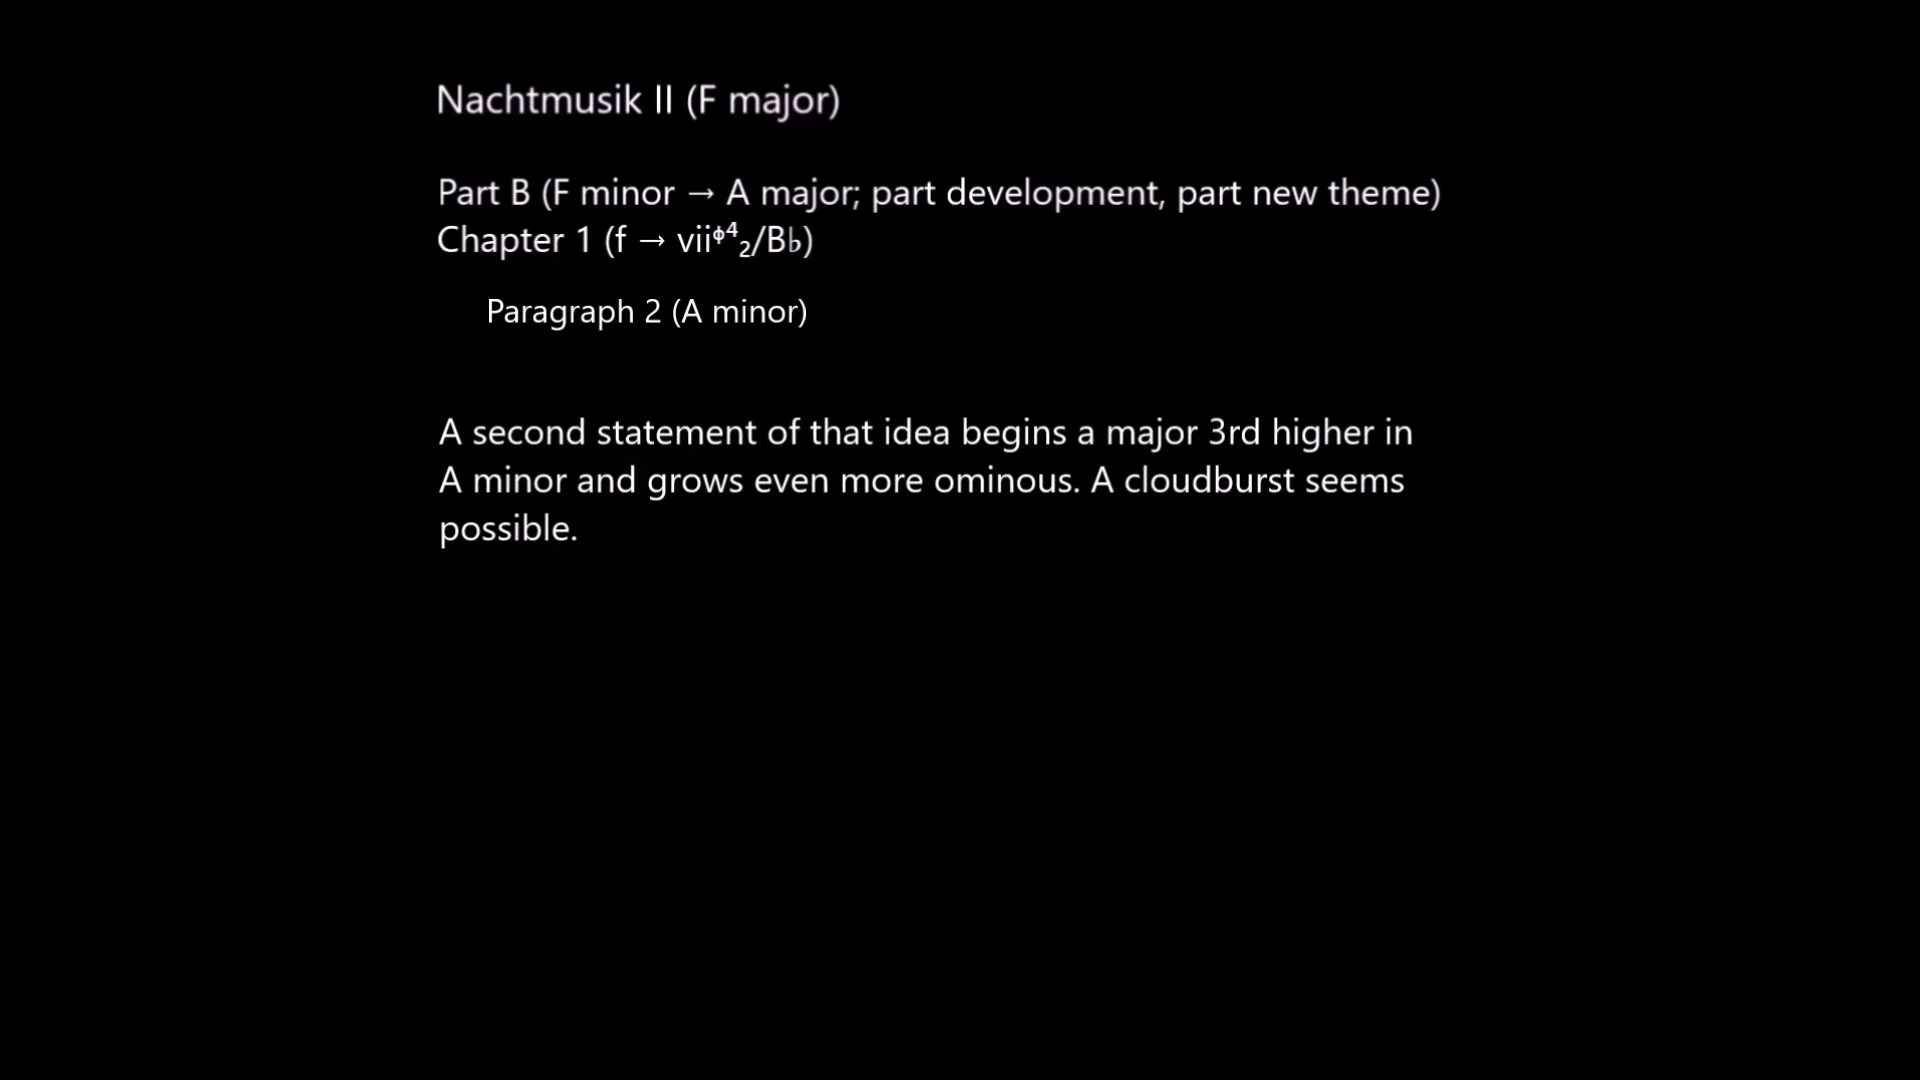 Nachtmusik II (F major)
Part B (F minor → A major; part development, part new theme)
Chapter 1 (f → viiᶲ⁴₂/B♭)
Paragraph 2 (A minor)
A second statement of that idea begins a major 3rd higher in
A minor and grows even more ominous. A cloudburst seems
possible.